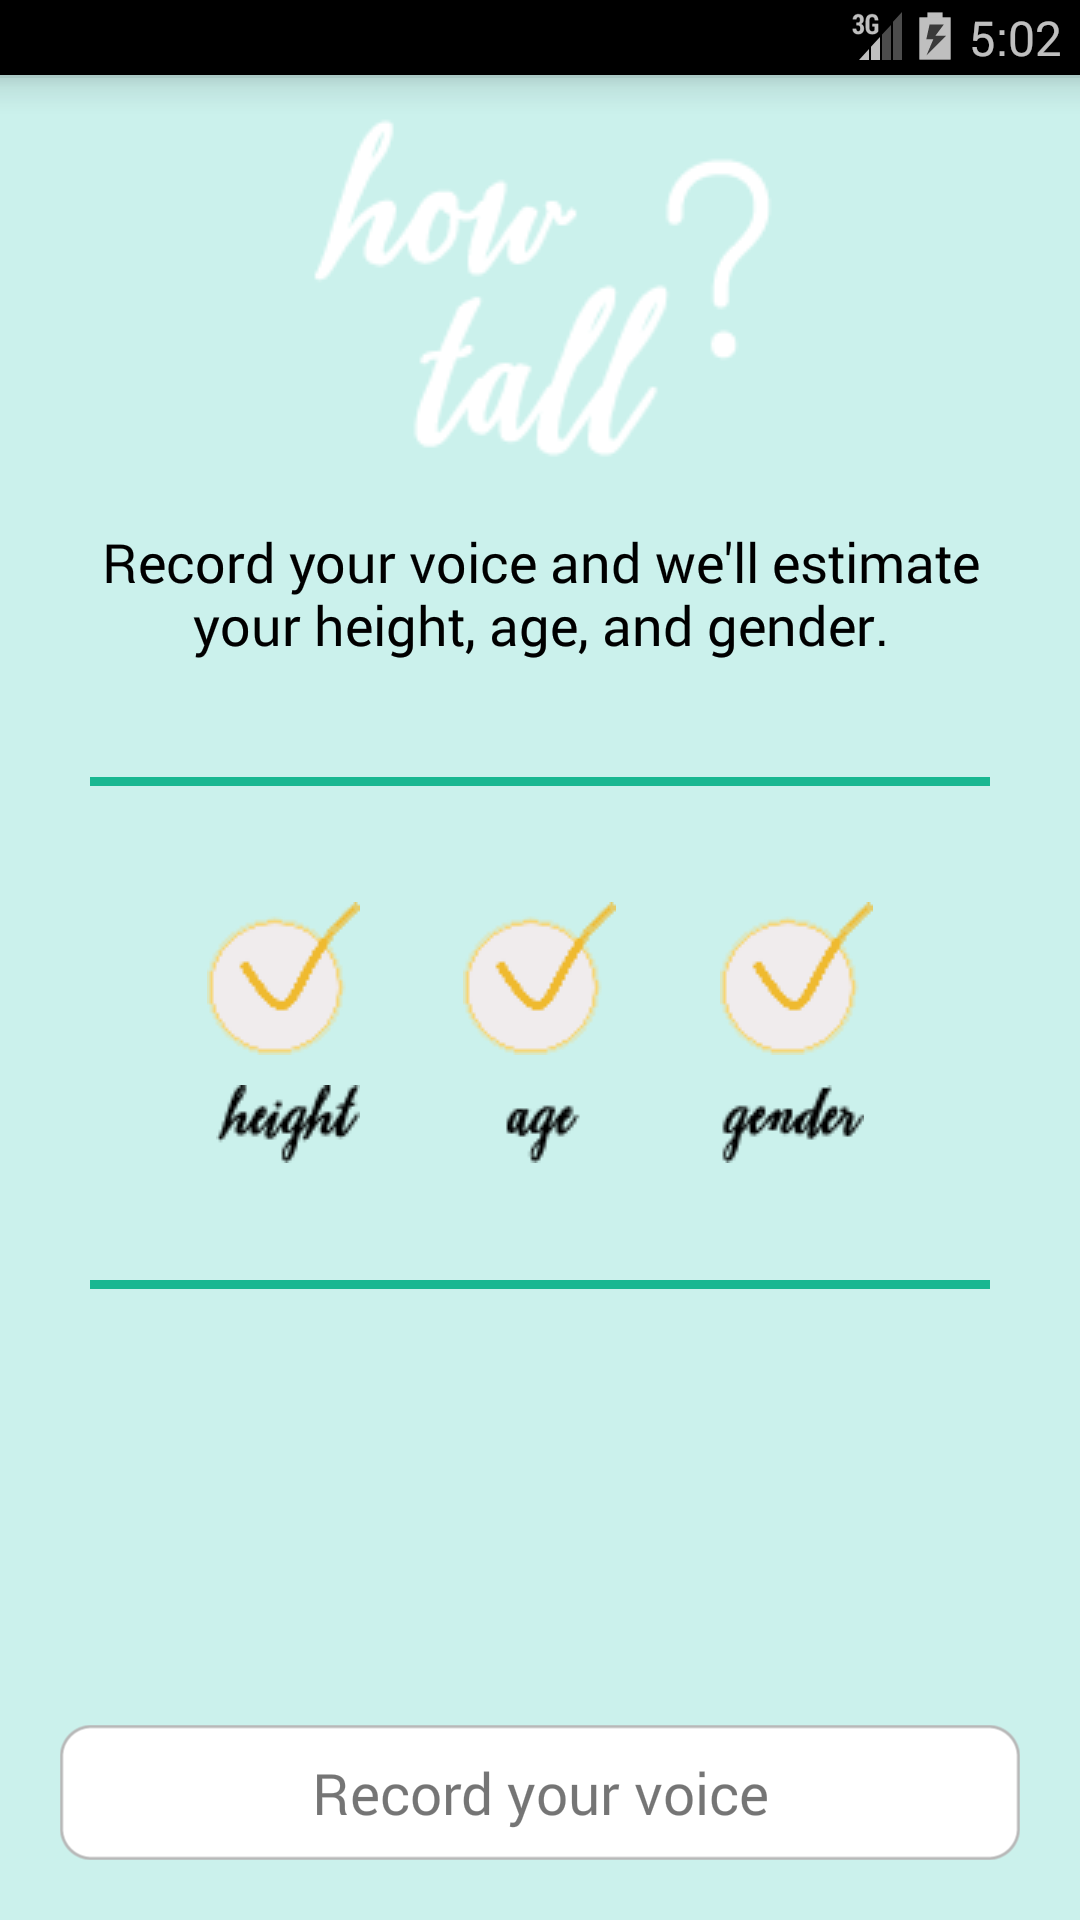 3G 5:02
how
tall ?
Record your voice and we'll estimate
your height, age, and gender.
height age gender
Record your voice